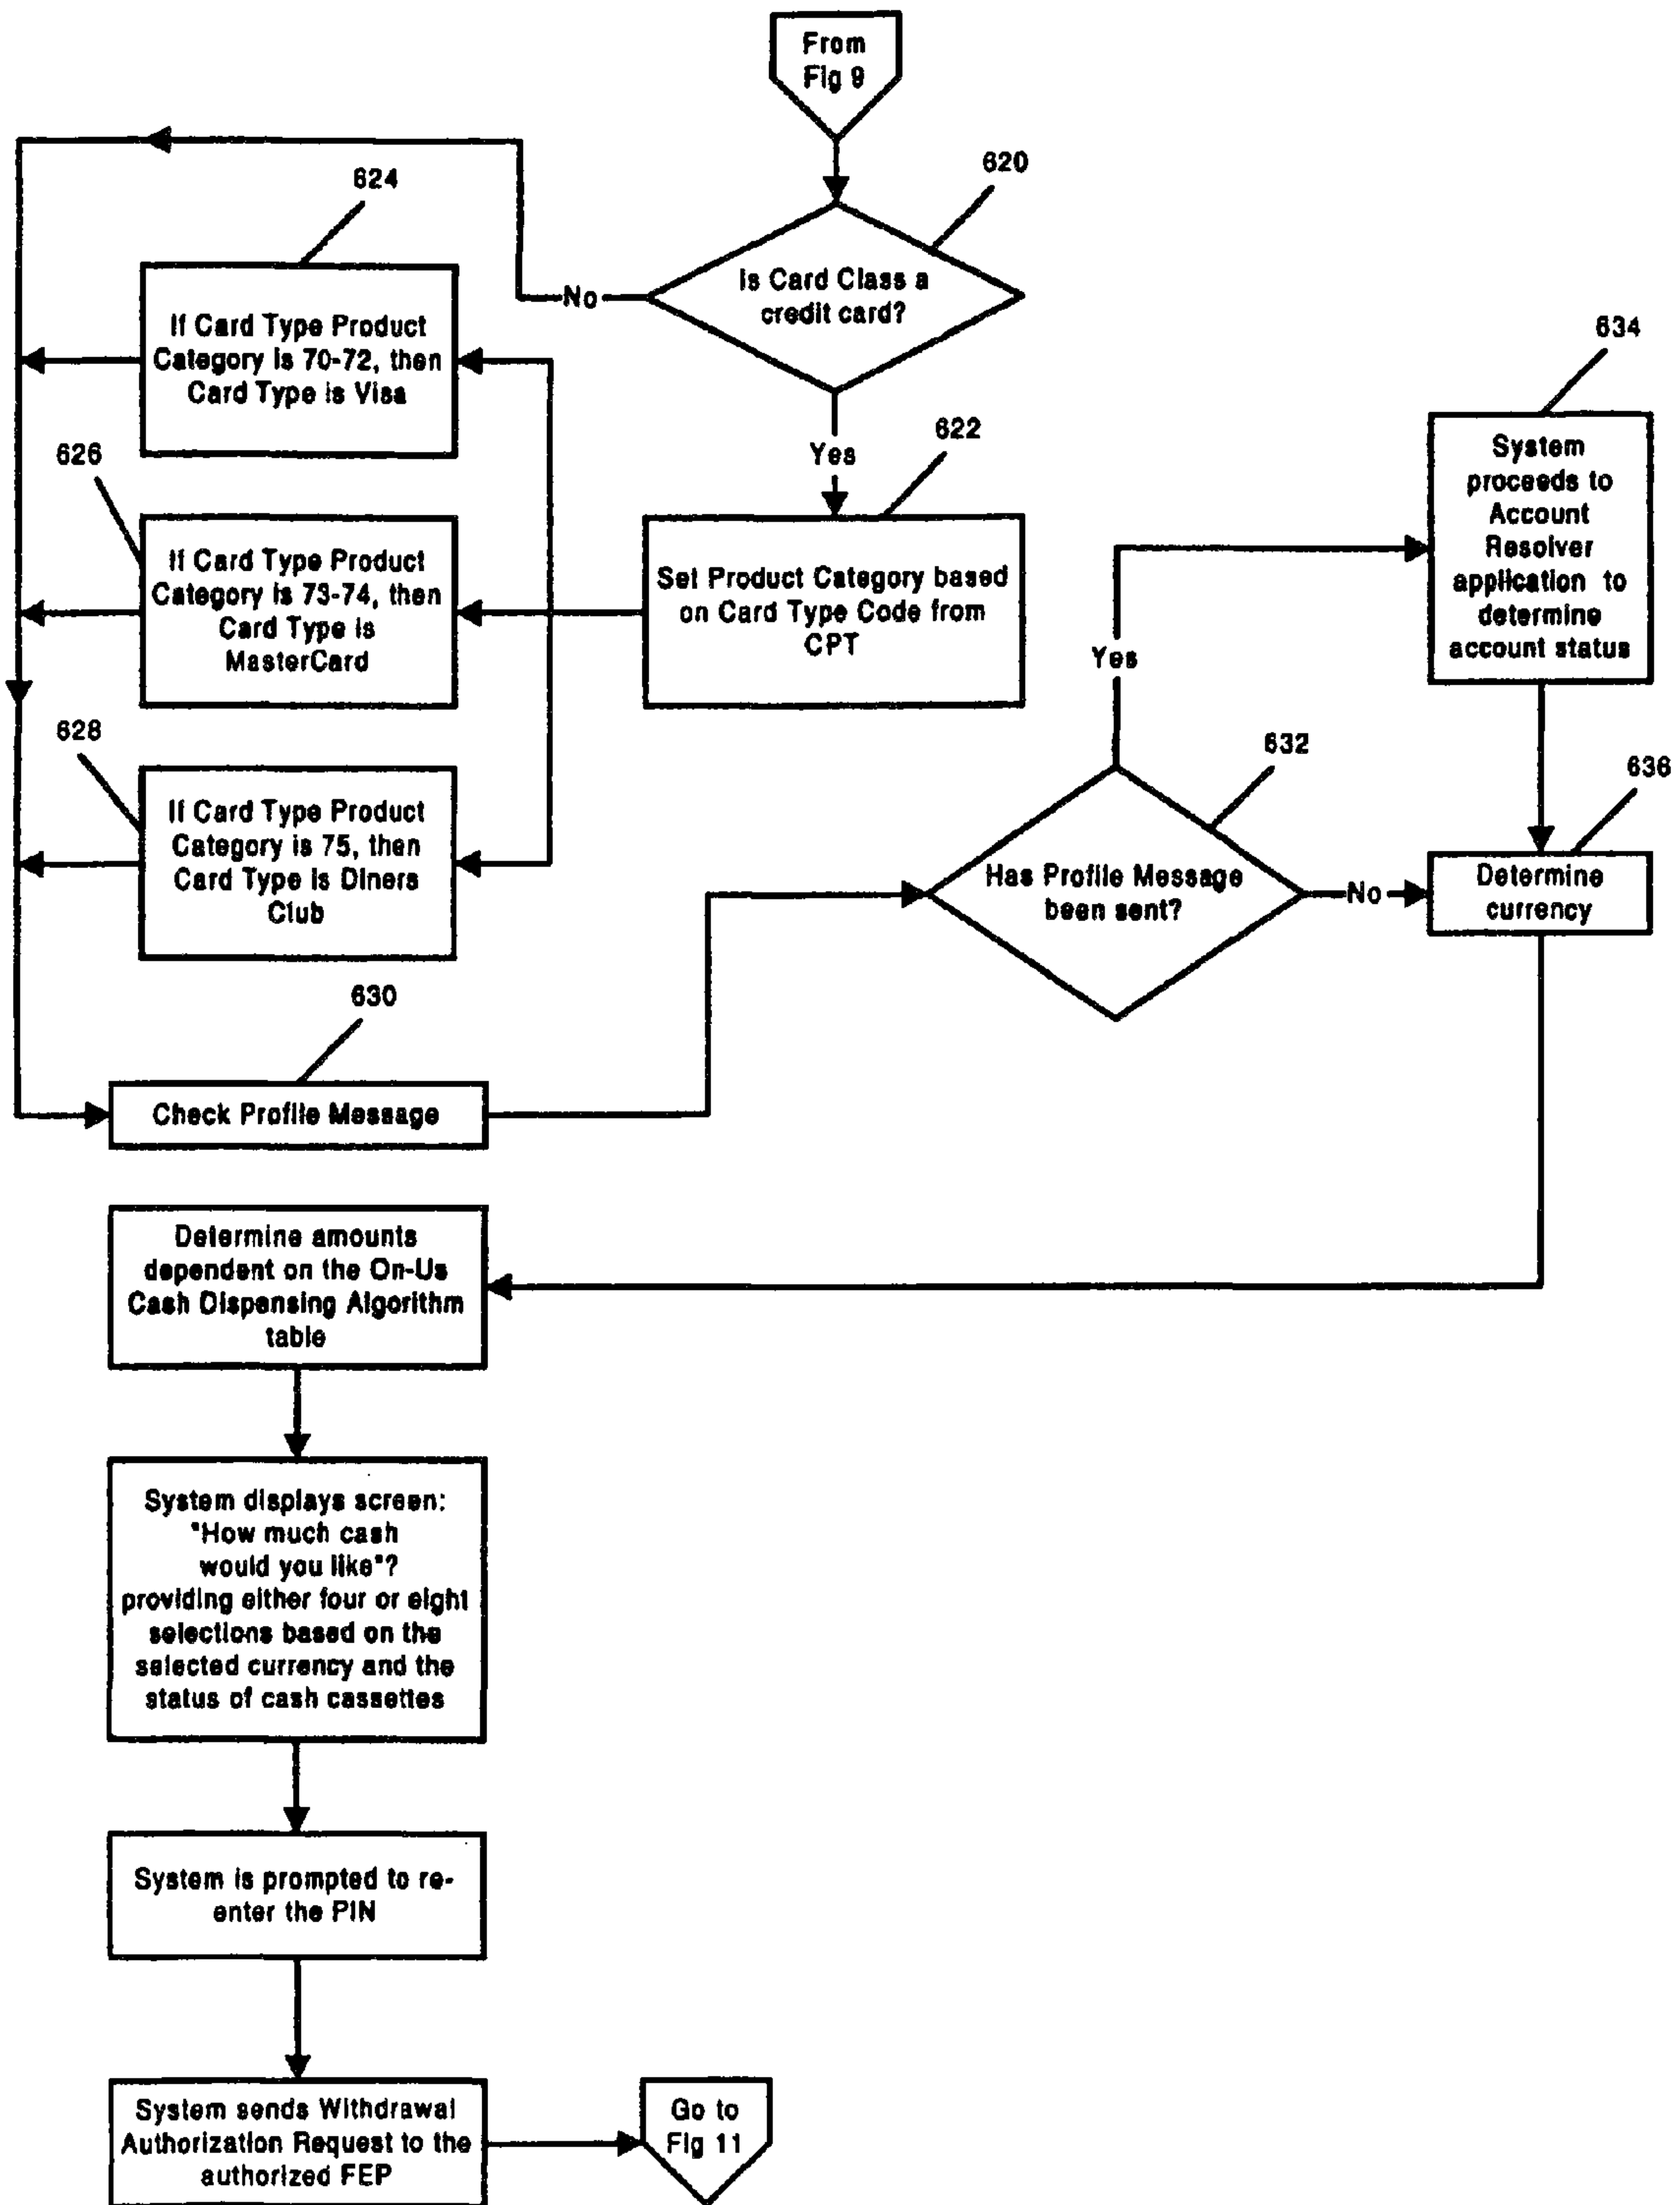 From
Fig 9
620
Is Card Class a
credit card?
No
Yes
624
If Card Type Product
Category is 70-72, then
Card Type is Visa
622
Set Product Category based
on Card Type Code from
CPT
626
If Card Type Product
Category is 73-74, then
Card Type is
MasterCard
628
If Card Type Product
Category is 75, then
Card Type is Diners
Club
630
Check Profile Message
632
Has Profile Message
been sent?
Yes
No
634
System
proceeds to
Account
Resolver
application to
determine
account status
636
Determine
currency
Determine amounts
dependent on the On-Us
Cash Dispensing Algorithm
table
System displays screen:
"How much cash
would you like"?
providing either four or eight
selections based on the
selected currency and the
status of cash cassettes
System is prompted to re-
enter the PIN
System sends Withdrawal
Authorization Request to the
authorized FEP
Go to
Fig 11